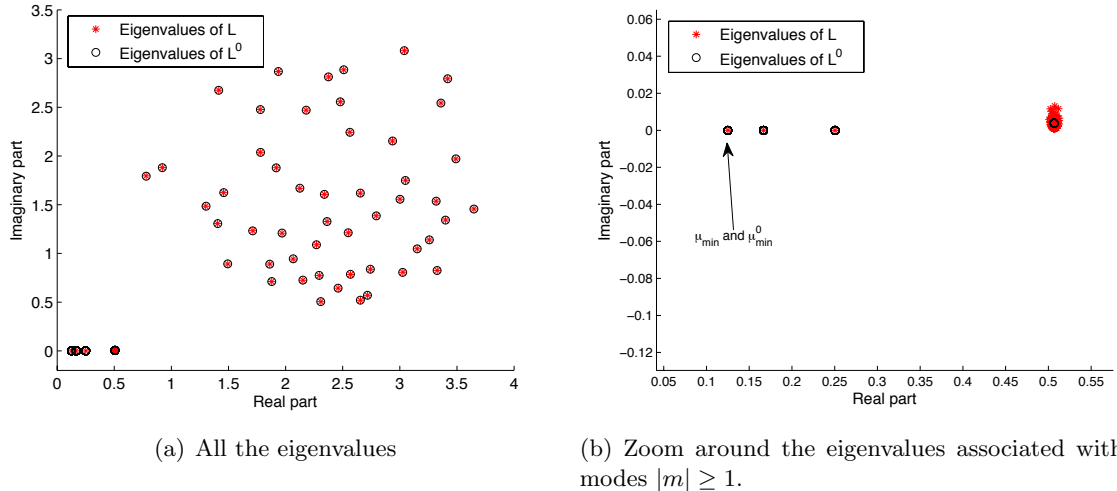 Eigenvalues of L
Eigenvalues of L⁰
3.5
3
2.5
2
1.5
1
0.5
0
Imaginary part
0 0.5 1 1.5 2 2.5 3 3.5 4
Real part
(a) All the eigenvalues
Eigenvalues of L
Eigenvalues of L⁰
0.06
0.04
0.02
0
−0.02
−0.04
−0.06
−0.08
−0.1
−0.12
Imaginary part
μ_min and μ⁰_min
0.05 0.1 0.15 0.2 0.25 0.3 0.35 0.4 0.45 0.5 0.55
Real part
(b) Zoom around the eigenvalues associated with
modes |m| ≥ 1.